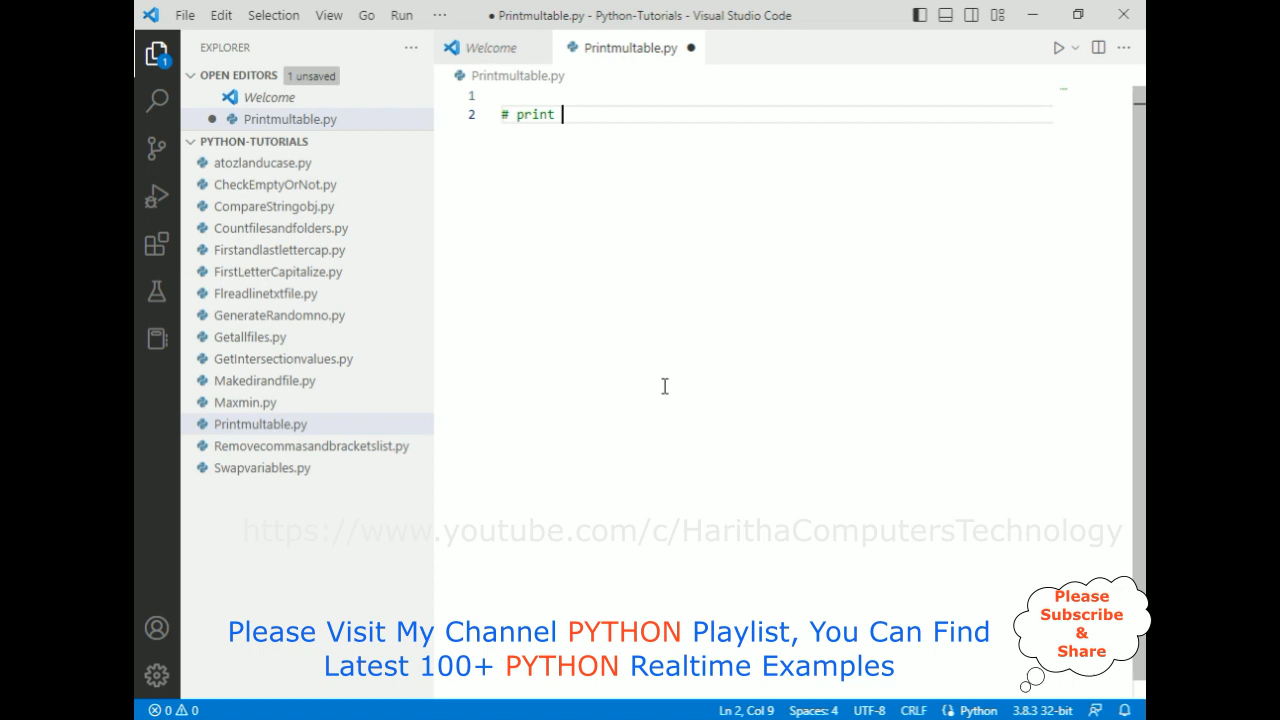 File Edit Selection View Go Run ··· ● Printmultable.py - Python-Tutorials - Visual Studio Code
EXPLORER ···
Welcome
Printmultable.py ●
OPEN EDITORS 1 unsaved
Printmultable.py
Welcome
1
Printmultable.py
2 # print
PYTHON-TUTORIALS
atozlanducase.py
CheckEmptyOrNot.py
CompareStringobj.py
Countfilesandfolders.py
Firstandlastlettercap.py
FirstLetterCapitalize.py
Flreadlinetxtfile.py
GenerateRandomno.py
Getallfiles.py
GetIntersectionvalues.py
Makedirandfile.py
Maxmin.py
Printmultable.py
Removecommasandbracketslist.py
Swapvariables.py
1
https://www.youtube.com/c/HarithaComputersTechnology
Please Visit My Channel PYTHON Playlist, You Can Find
Latest 100+ PYTHON Realtime Examples
Please
Subscribe
&
Share
0 0 Ln 2, Col 9 Spaces: 4 UTF-8 CRLF Python 3.8.3 32-bit